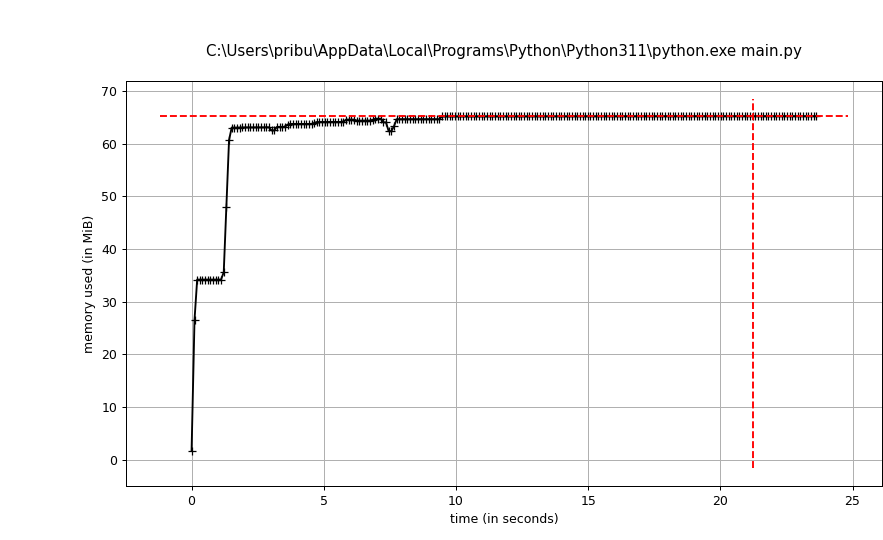 C:\Users\pribu\AppData\Local\Programs\Python\Python311\python.exe main.py
70
60
50
40
30
20
10
0
memory used (in MiB)
0 5 10 15 20 25
time (in seconds)